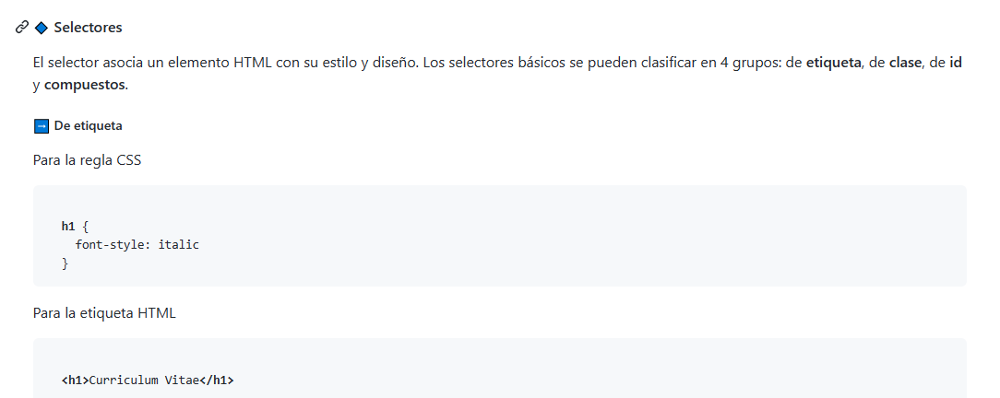 Selectores
El selector asocia un elemento HTML con su estilo y diseño. Los selectores básicos se pueden clasificar en 4 grupos: de etiqueta, de clase, de id
y compuestos.
De etiqueta
Para la regla CSS
h1 {
  font-style: italic
}
Para la etiqueta HTML
<h1>Curriculum Vitae</h1>